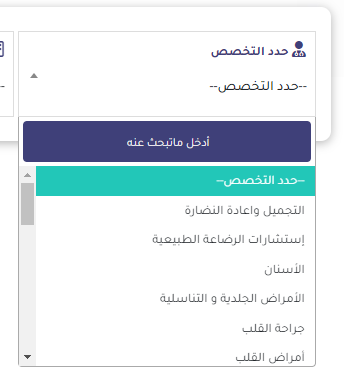 حدد التخصص
--حدد التخصص--
أدخل ماتبحث عنه
--حدد التخصص--
التجميل واعادة النضارة
إستشارات الرضاعة الطبيعية
الأسنان
الأمراض الجلدية و التناسلية
جراحة القلب
أمراض القلب